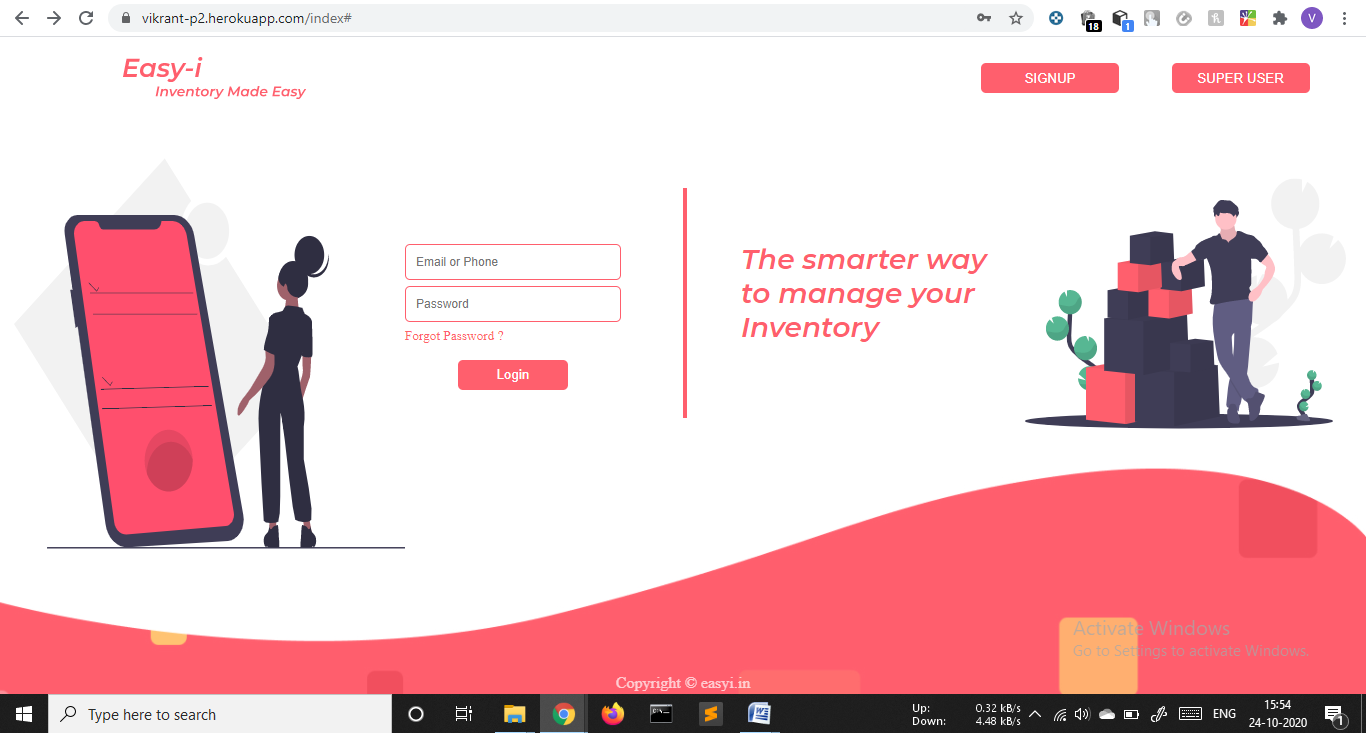 vikrant-p2.herokuapp.com/index#
18
1
V
Easy-i
Inventory Made Easy
SIGNUP
SUPER USER
Email or Phone
Password
Forgot Password ?
Login
The smarter way
to manage your
Inventory
Activate Windows
Go to Settings to activate Windows.
Copyright © easyi.in
Type here to search
Up: 0.32 kB/s
Down: 4.48 kB/s
ENG
15:54
24-10-2020
1